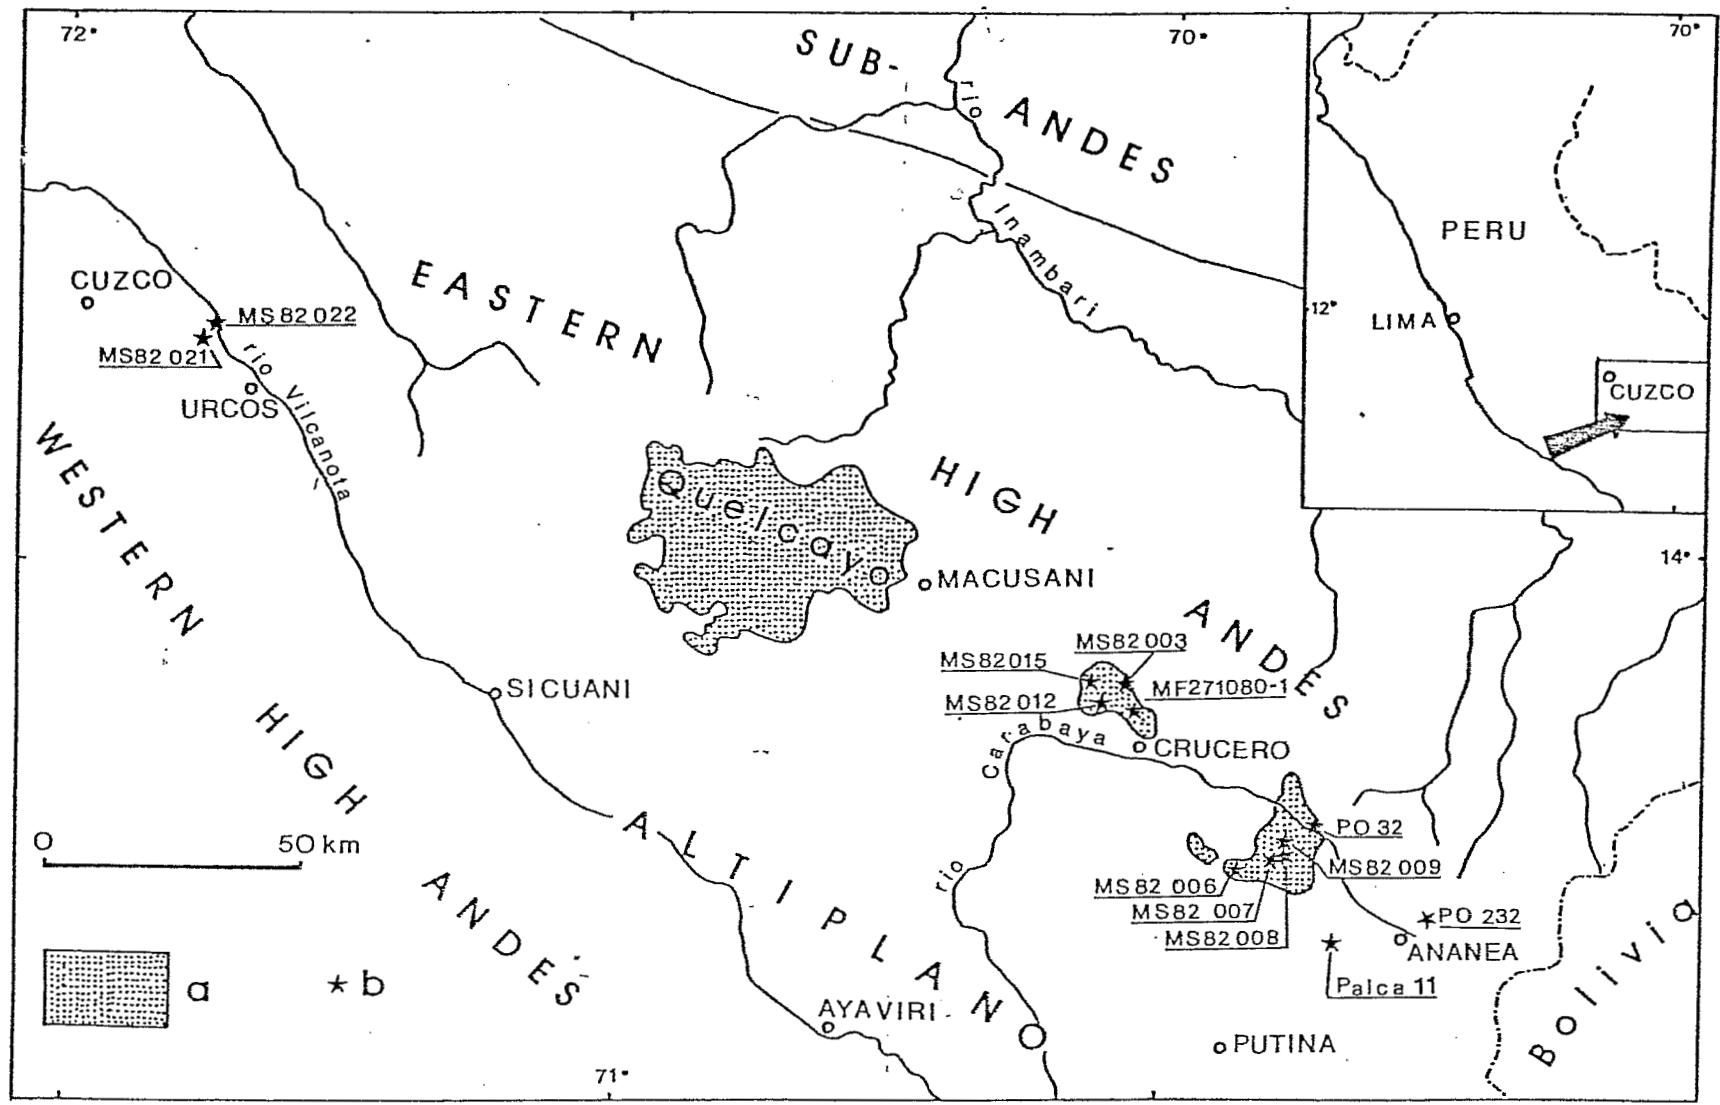 72°
70°
70°
SUB-
ANDES
rio
Inambari
PERU
12°
LIMA
CUZCO
CUZCO
MS82 022
MS82 021
rio Vilcanota
URCOS
EASTERN
HIGH
ANDES
WESTERN
HIGH
ANDES
Quelcayo
MACUSANI
14°
SICUANI
MS82 003
MS82015
MF271080-1
MS82 012
Carabaya
CRUCERO
rio
0
50 km
ALTIPLANO
PO 32
MS82 009
MS82 006
MS82 007
MS82 008
PO 232
ANANEA
Palca 11
Bolivia
a
b
AYAVIRI
PUTINA
71°